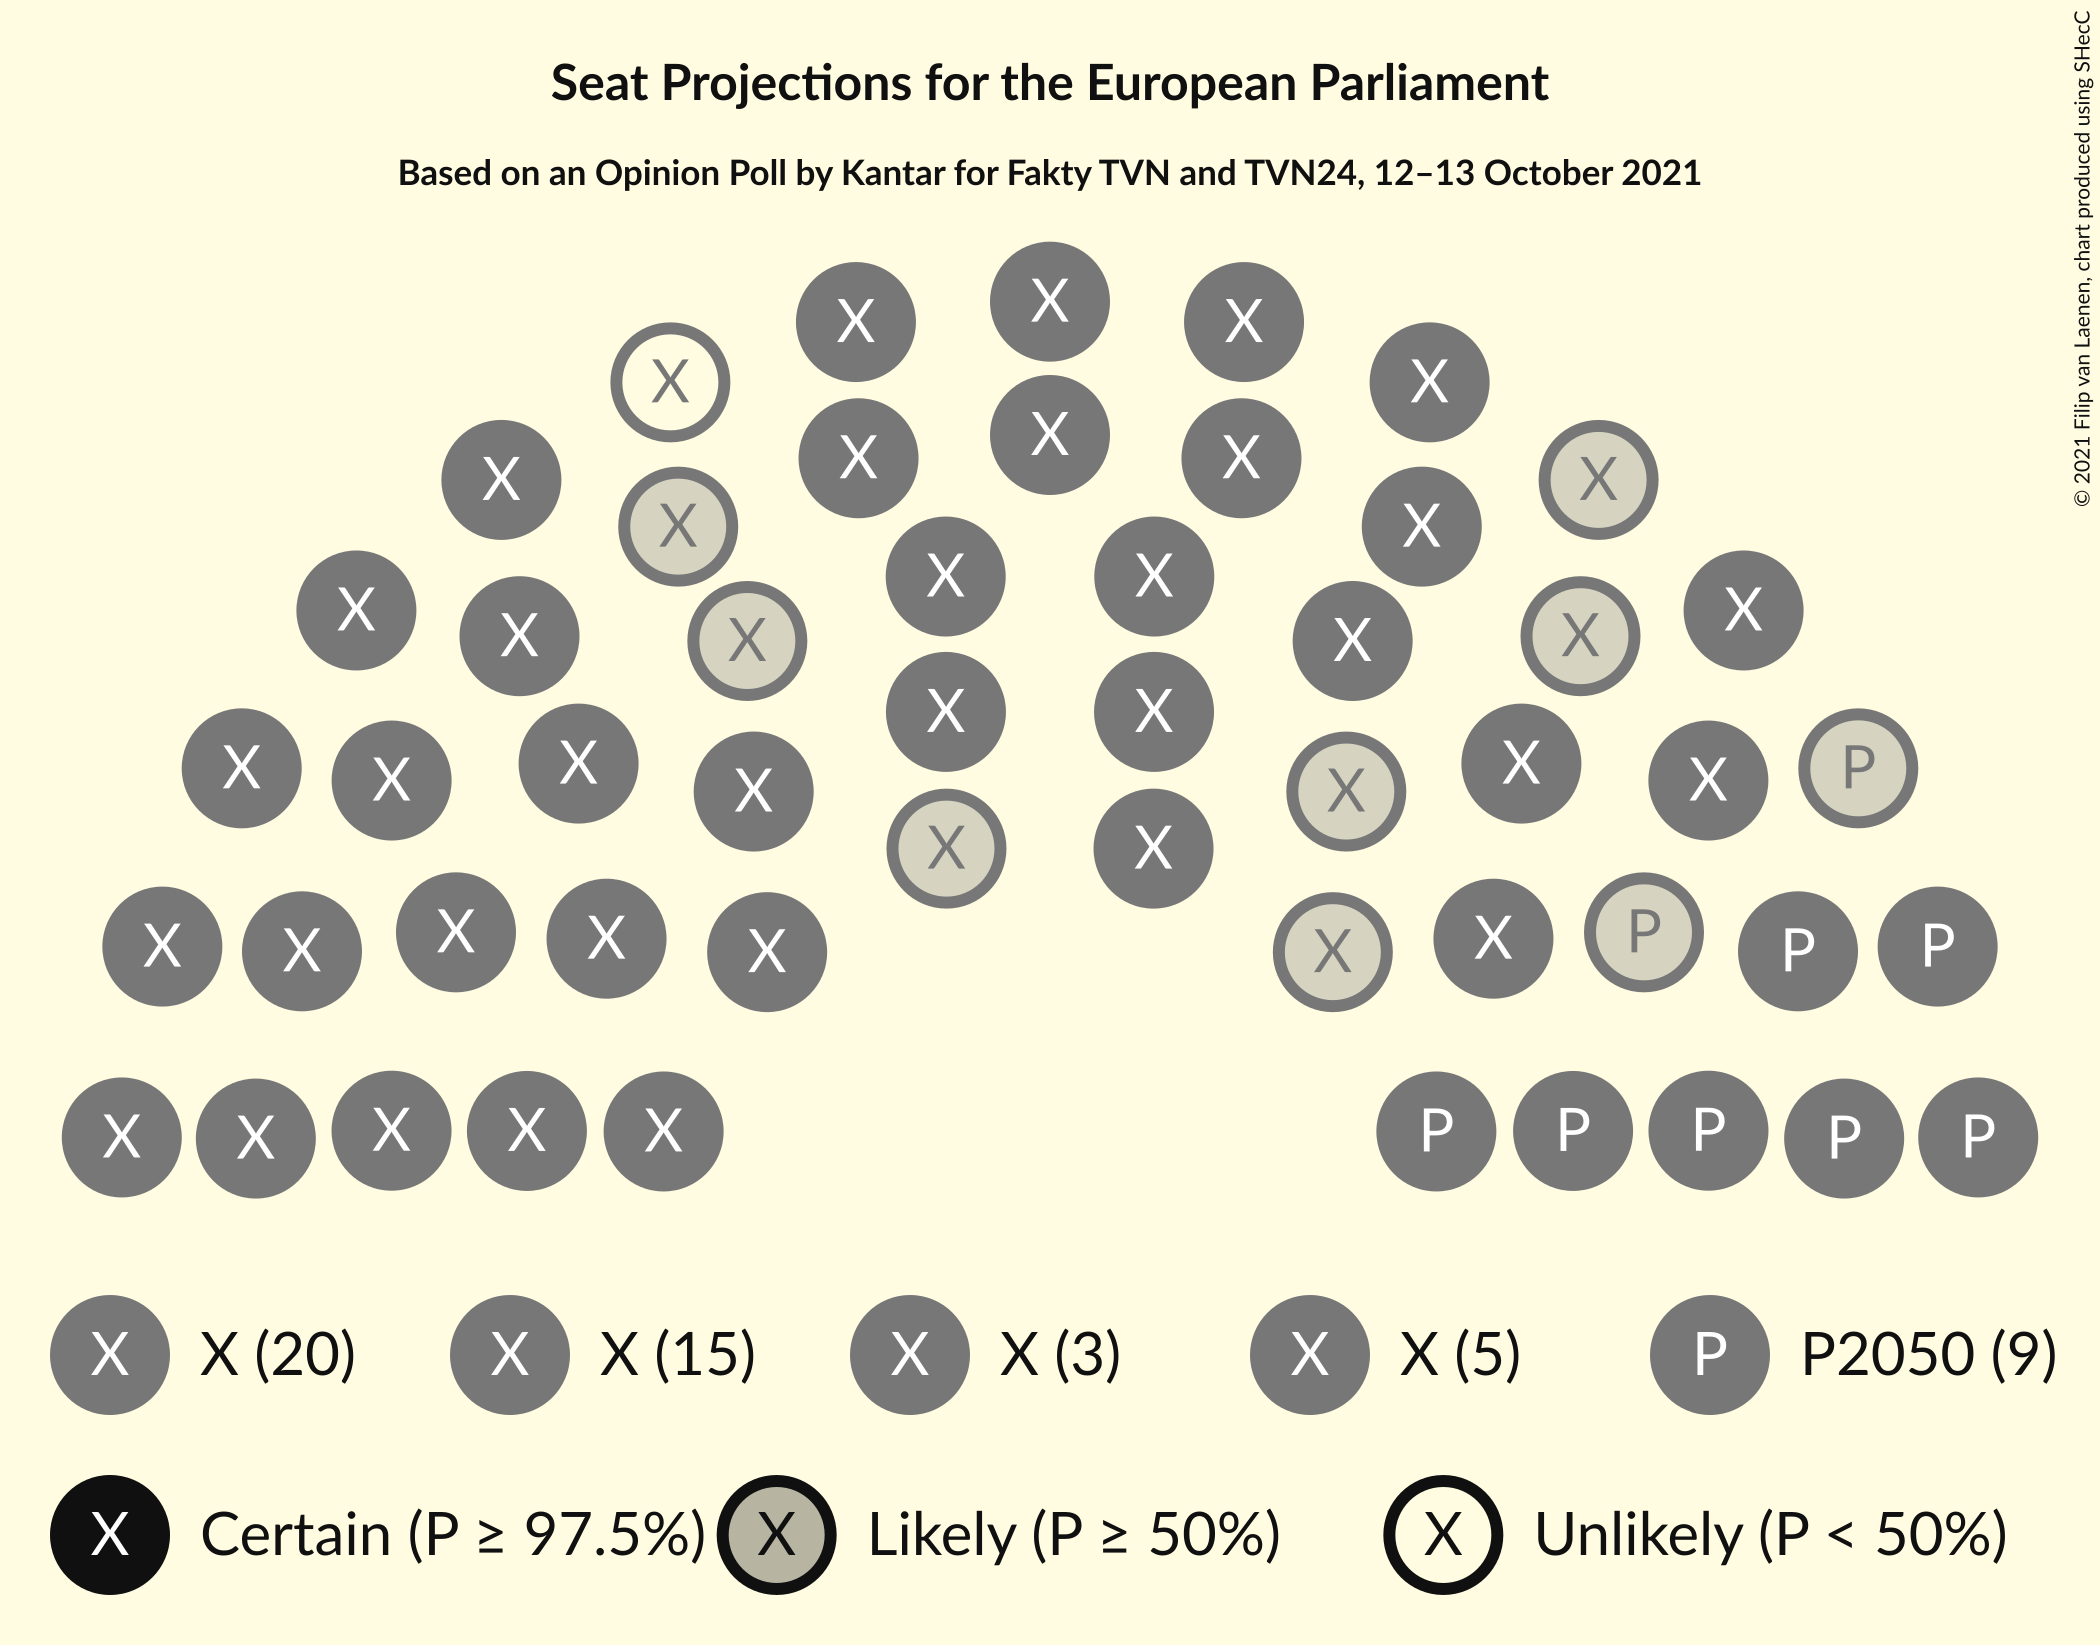 Seat Projections for the European Parliament
Based on an Opinion Poll by Kantar for Fakty TVN and TVN24, 12–13 October 2021
© 2021 Filip van Laenen, chart produced using SHecC
X
X X
X X
X
X X X
X X
X X
X X
X X
X X
X X
X X
X X
X X
X X
X P
X X
X X
X X
X P
X X
X P
X P
X X
X P P P
X X X P P
X P
X P
X X (20) X X (15) X X (3) X X (5) P P2050 (9)
X Certain (P ≥ 97.5%) X Likely (P ≥ 50%) X Unlikely (P < 50%)